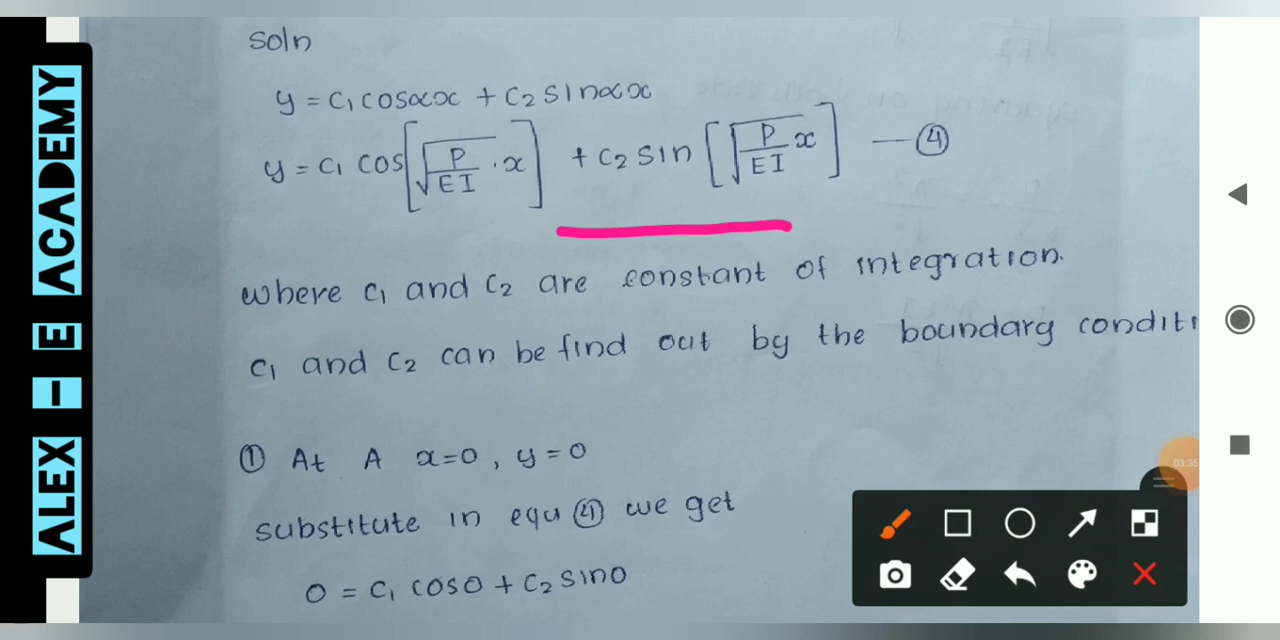 ALEX - E ACADEMY
Soln
y = C1 cosαx + C2 sinαx
y = C1 cos[√(P/EI) · x] + C2 sin[√(P/EI) x] — ④
where C1 and C2 are constant of integration.
C1 and C2 can be find out by the boundary conditi
① At A x=0, y=0
substitute in equ ④ we get
0 = C1 cos0 + C2 sin0
03:35